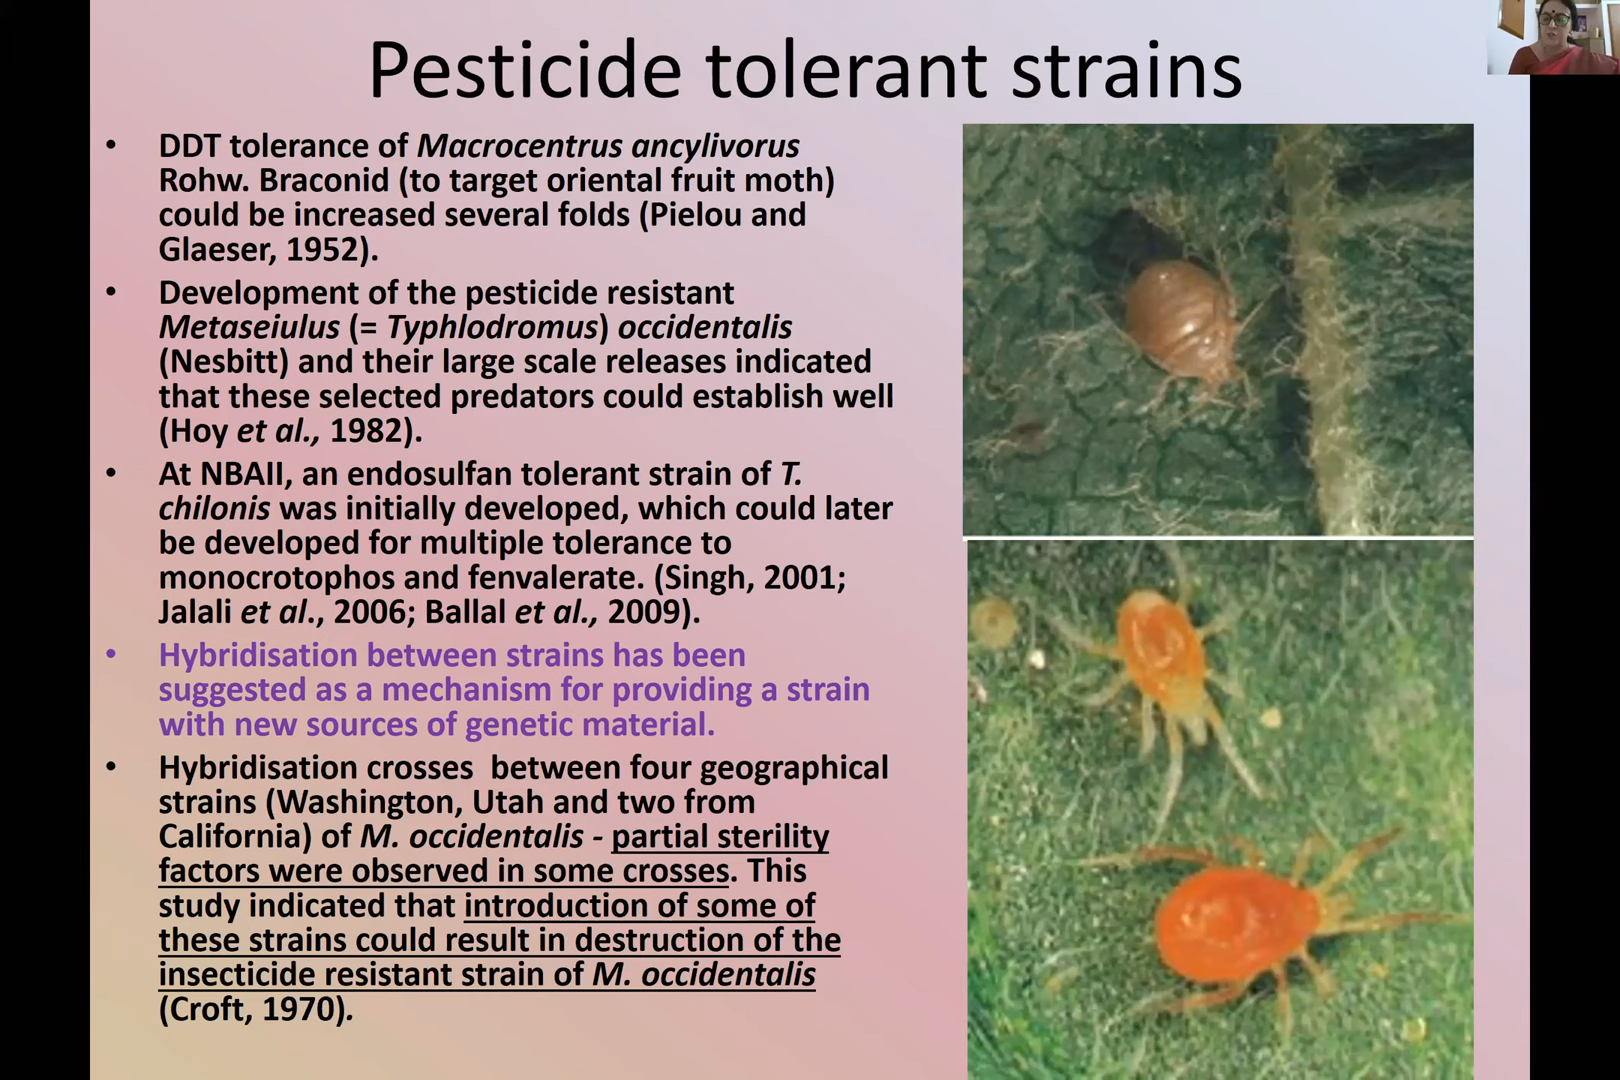 Pesticide tolerant strains
• DDT tolerance of Macrocentrus ancylivorus
Rohw. Braconid (to target oriental fruit moth)
could be increased several folds (Pielou and
Glaeser, 1952).
• Development of the pesticide resistant
Metaseiulus (= Typhlodromus) occidentalis
(Nesbitt) and their large scale releases indicated
that these selected predators could establish well
(Hoy et al., 1982).
• At NBAII, an endosulfan tolerant strain of T.
chilonis was initially developed, which could later
be developed for multiple tolerance to
monocrotophos and fenvalerate. (Singh, 2001;
Jalali et al., 2006; Ballal et al., 2009).
• Hybridisation between strains has been
suggested as a mechanism for providing a strain
with new sources of genetic material.
• Hybridisation crosses between four geographical
strains (Washington, Utah and two from
California) of M. occidentalis - partial sterility
factors were observed in some crosses. This
study indicated that introduction of some of
these strains could result in destruction of the
insecticide resistant strain of M. occidentalis
(Croft, 1970).